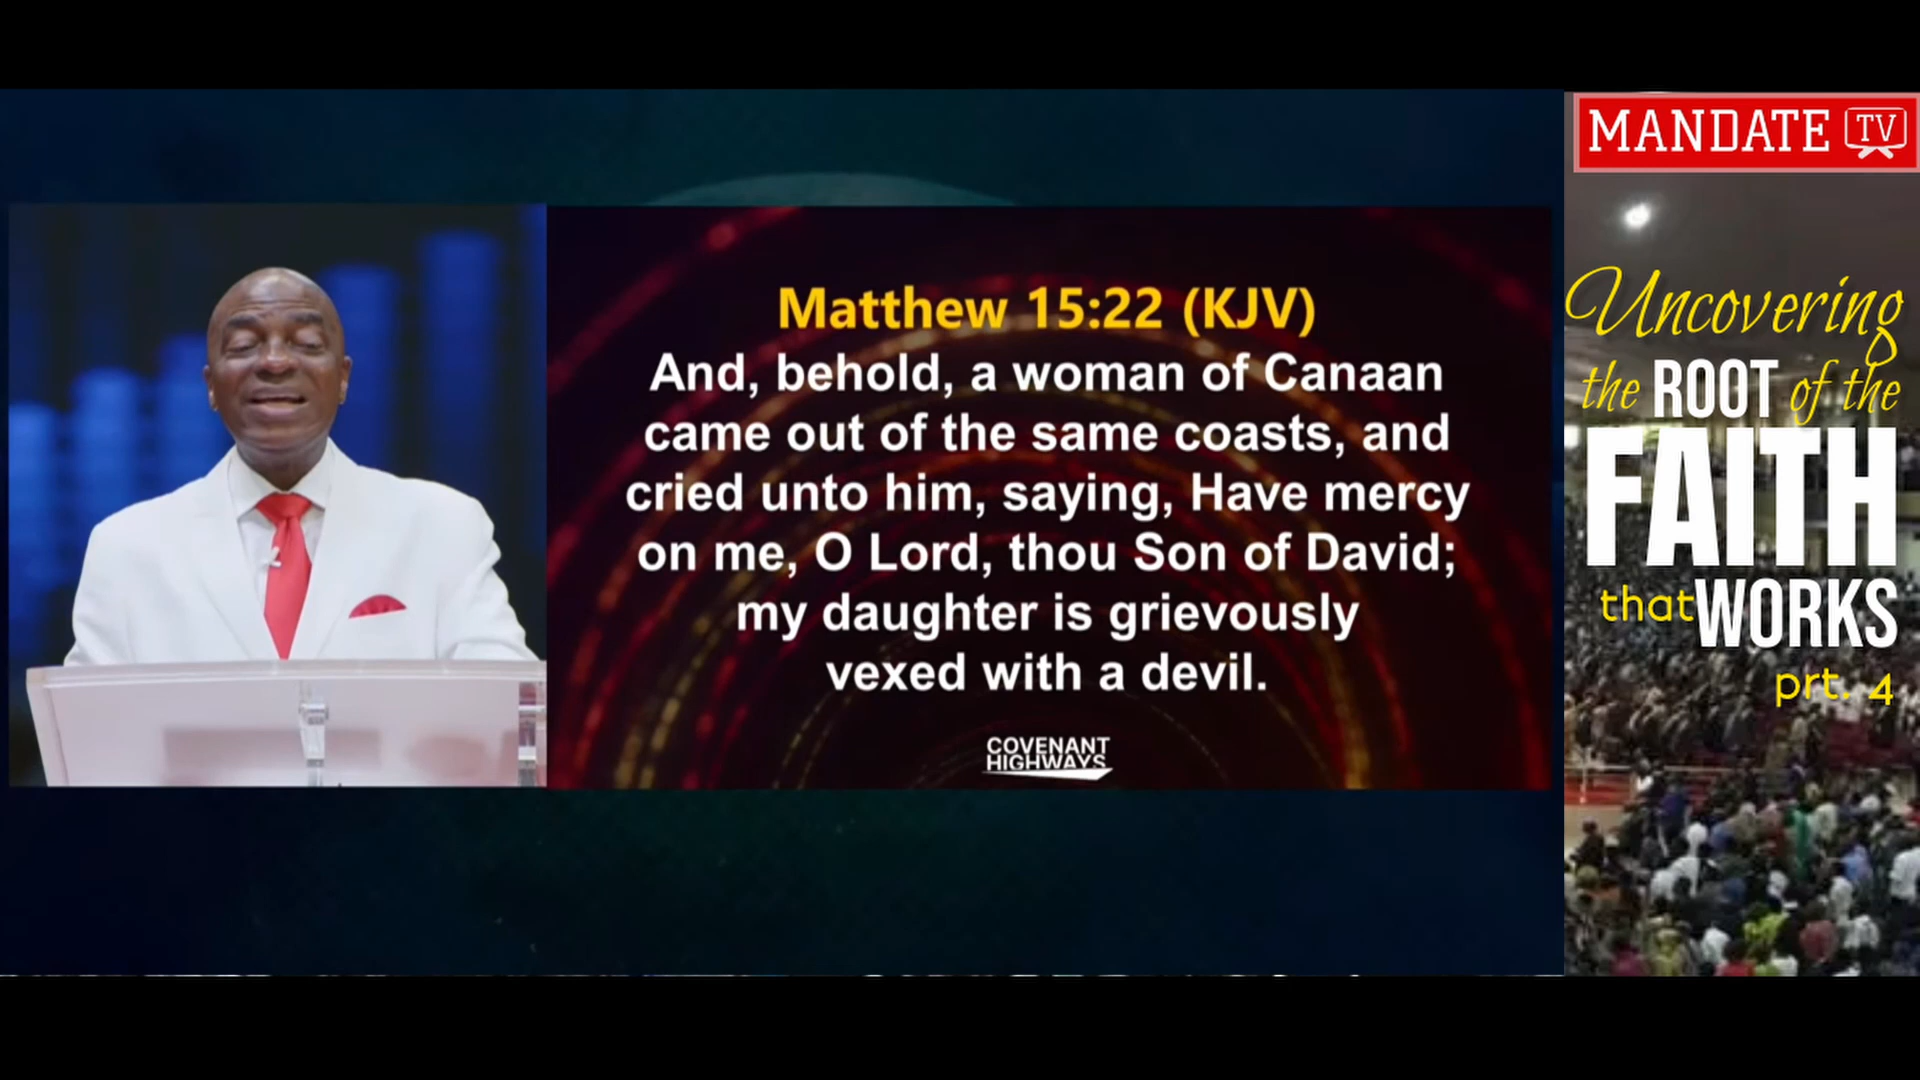 Matthew 15:22 (KJV)
And, behold, a woman of Canaan
came out of the same coasts, and
cried unto him, saying, Have mercy
on me, O Lord, thou Son of David;
my daughter is grievously
vexed with a devil.
COVENANT
HIGHWAYS
MANDATE TV
Uncovering
the ROOT of the
FAITH
that WORKS
prt. 4